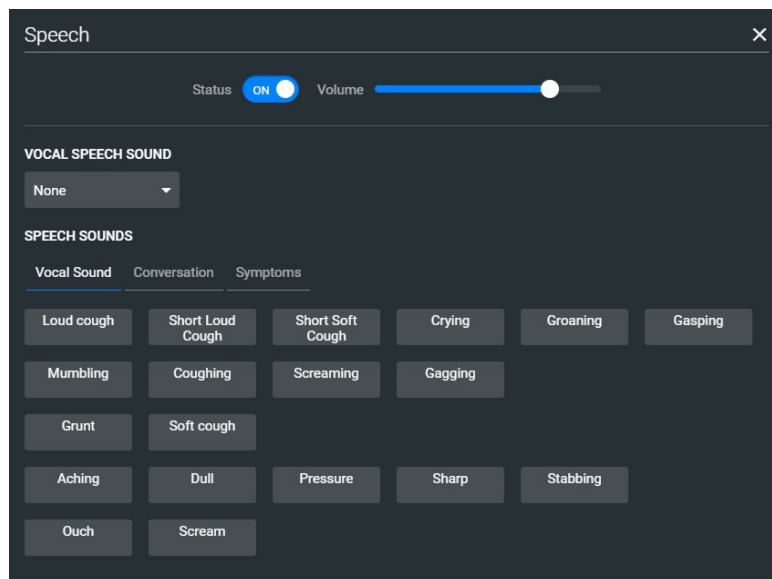 Speech
Status ON Volume
VOCAL SPEECH SOUND
None
SPEECH SOUNDS
Vocal Sound Conversation Symptoms
Loud cough Short Loud Cough Short Soft Cough Crying Groaning Gasping
Mumbling Coughing Screaming Gagging
Grunt Soft cough
Aching Dull Pressure Sharp Stabbing
Ouch Scream